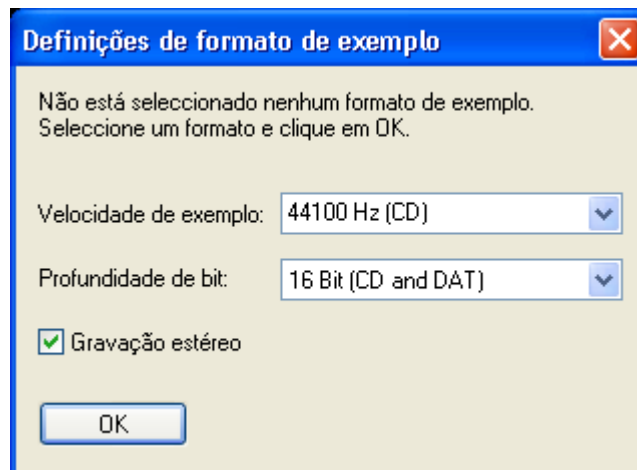 Definições de formato de exemplo
Não está seleccionado nenhum formato de exemplo.
Seleccione um formato e clique em OK.
Velocidade de exemplo: 44100 Hz (CD)
Profundidade de bit: 16 Bit (CD and DAT)
Gravação estéreo
OK